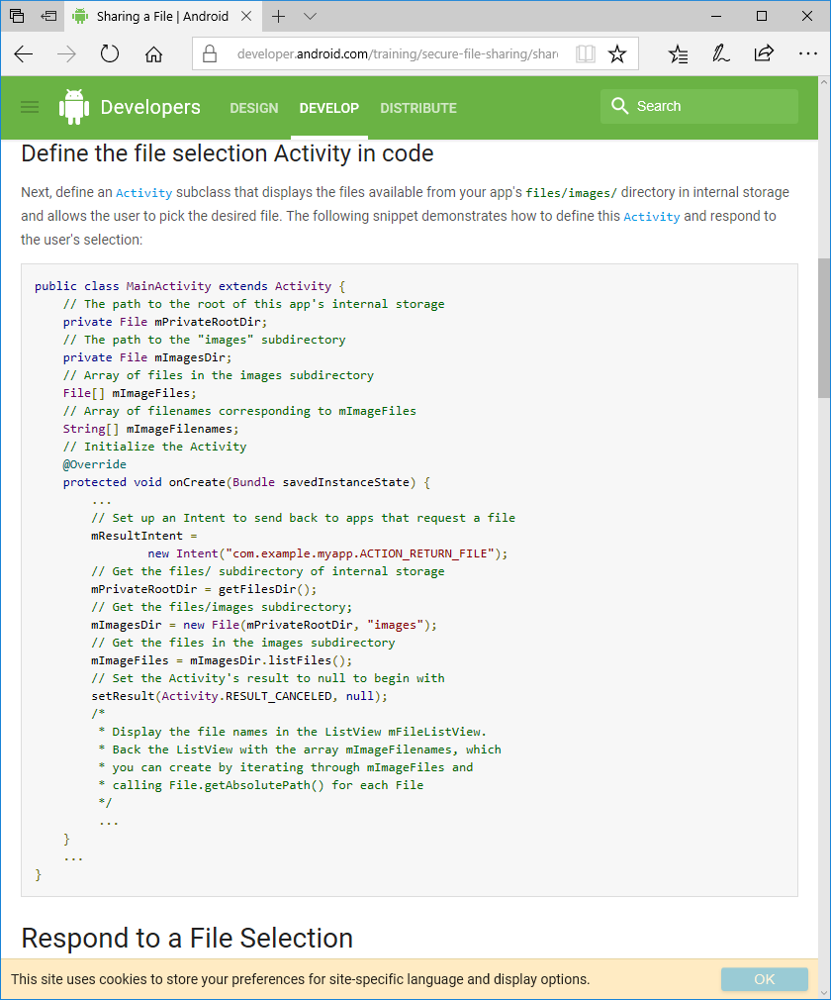 Sharing a File | Android
developer.android.com/training/secure-file-sharing/shar
Developers
DESIGN
DEVELOP
DISTRIBUTE
Search
Define the file selection Activity in code
Next, define an Activity subclass that displays the files available from your app's files/images/ directory in internal storage
and allows the user to pick the desired file. The following snippet demonstrates how to define this Activity and respond to
the user's selection:
public class MainActivity extends Activity {
    // The path to the root of this app's internal storage
    private File mPrivateRootDir;
    // The path to the "images" subdirectory
    private File mImagesDir;
    // Array of files in the images subdirectory
    File[] mImageFiles;
    // Array of filenames corresponding to mImageFiles
    String[] mImageFilenames;
    // Initialize the Activity
    @Override
    protected void onCreate(Bundle savedInstanceState) {
        ...
        // Set up an Intent to send back to apps that request a file
        mResultIntent =
                new Intent("com.example.myapp.ACTION_RETURN_FILE");
        // Get the files/ subdirectory of internal storage
        mPrivateRootDir = getFilesDir();
        // Get the files/images subdirectory;
        mImagesDir = new File(mPrivateRootDir, "images");
        // Get the files in the images subdirectory
        mImageFiles = mImagesDir.listFiles();
        // Set the Activity's result to null to begin with
        setResult(Activity.RESULT_CANCELED, null);
        /*
         * Display the file names in the ListView mFileListView.
         * Back the ListView with the array mImageFilenames, which
         * you can create by iterating through mImageFiles and
         * calling File.getAbsolutePath() for each File
         */
         ...
    }
    ...
}
Respond to a File Selection
This site uses cookies to store your preferences for site-specific language and display options.
OK